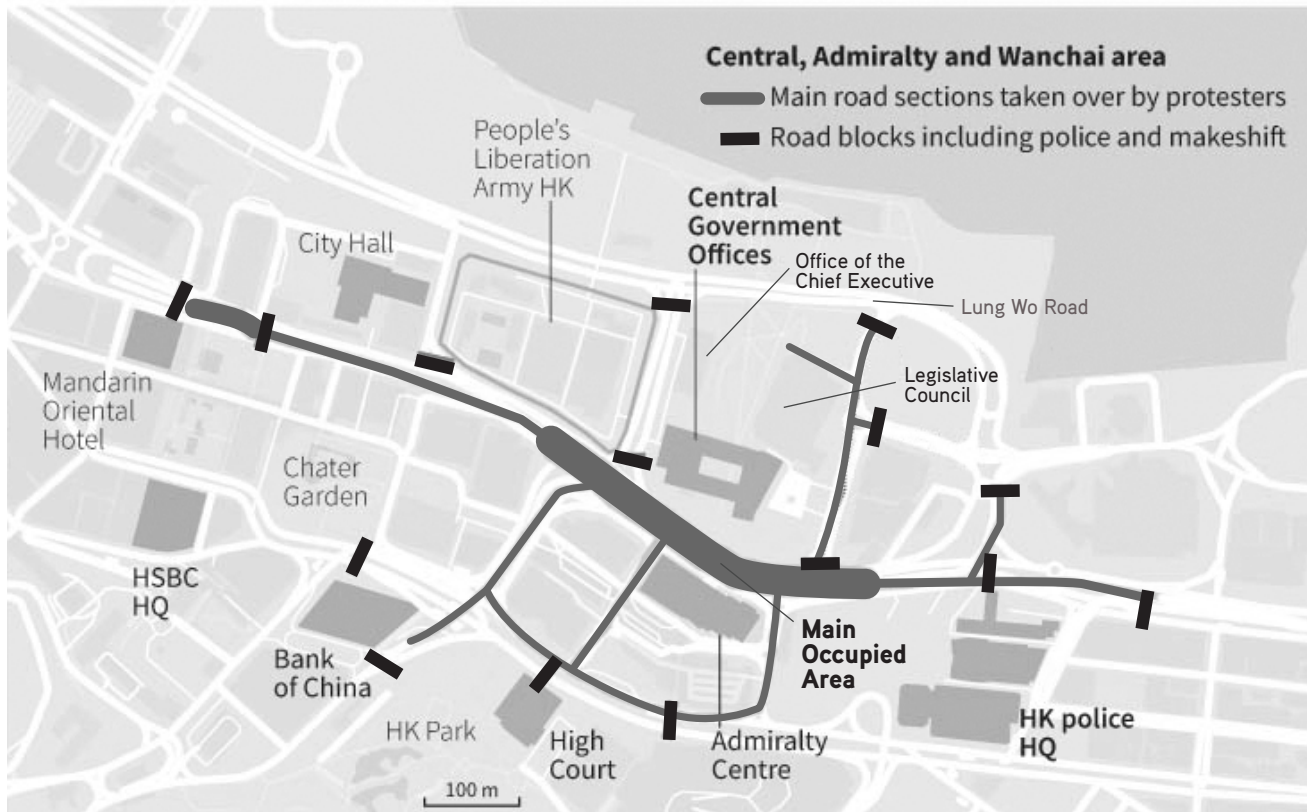 Central, Admiralty and Wanchai area
Main road sections taken over by protesters
Road blocks including police and makeshift
People's
Liberation
Army HK
Central
Government
Offices
City Hall
Office of the
Chief Executive
Lung Wo Road
Mandarin
Oriental
Hotel
Legislative
Council
Chater
Garden
HSBC
HQ
Main
Occupied
Area
Bank
of China
HK Park
High
Court
Admiralty
Centre
HK police
HQ
100 m